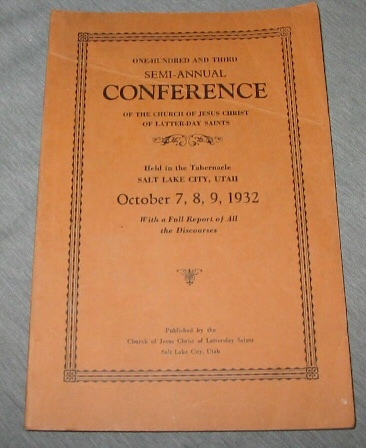 ONE-HUNDRED AND THIRD
SEMI-ANNUAL
CONFERENCE
OF THE CHURCH OF JESUS CHRIST
OF LATTER-DAY SAINTS
Held in the Tabernacle
SALT LAKE CITY, UTAH
October 7, 8, 9, 1932
With a Full Report of All
the Discourses
Published by the
Church of Jesus Christ of Latter-day Saints
Salt Lake City, Utah